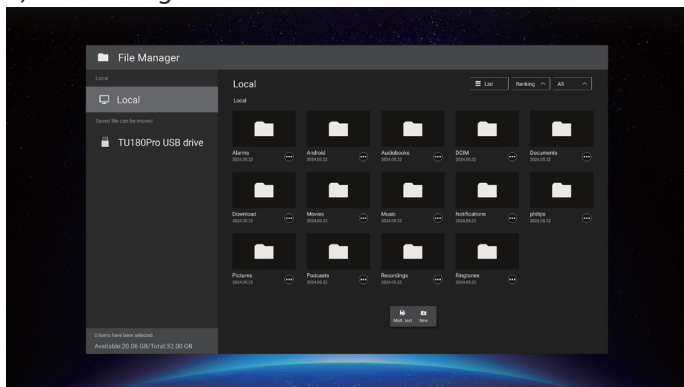 File Manager
Local
Local
Saved file can be moved
TU180Pro USB drive
0 items have been selected
Available:20.06 GB/Total:32.00 GB
Local
List
Ranking
All
Local
Alarms
2024.05.22
Android
2024.05.22
Audiobooks
2024.05.22
DCIM
2024.05.22
Documents
2024.05.22
Download
2024.05.22
Movies
2024.05.22
Music
2024.05.22
Notifications
2024.05.22
philips
2024.05.22
Pictures
2024.05.22
Podcasts
2024.05.22
Recordings
2024.05.22
Ringtones
2024.05.22
New